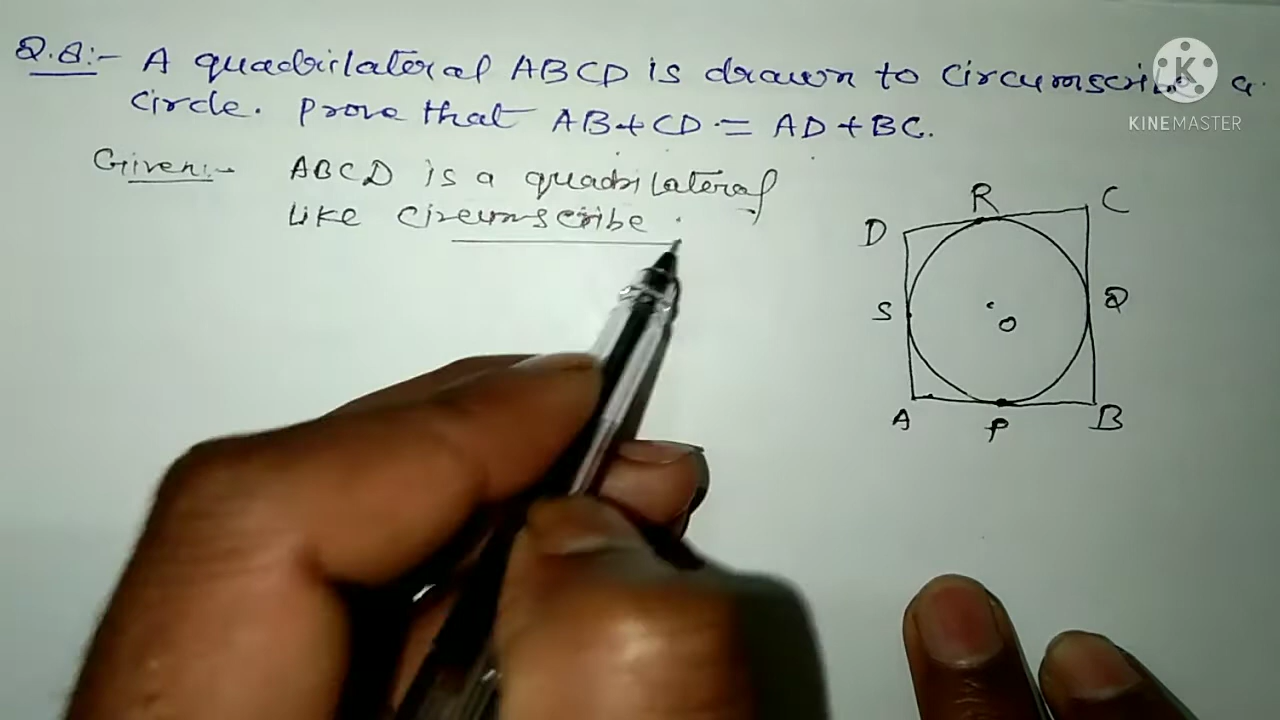 Q.8:- A quadrilateral ABCD is drawn to circumscribe a
circle. prove that AB+CD = AD+BC.
K
KINEMASTER
Given:- ABCD is a quadrilateral
like circumscribe
R
C
D
S
Q
O
A
P
B